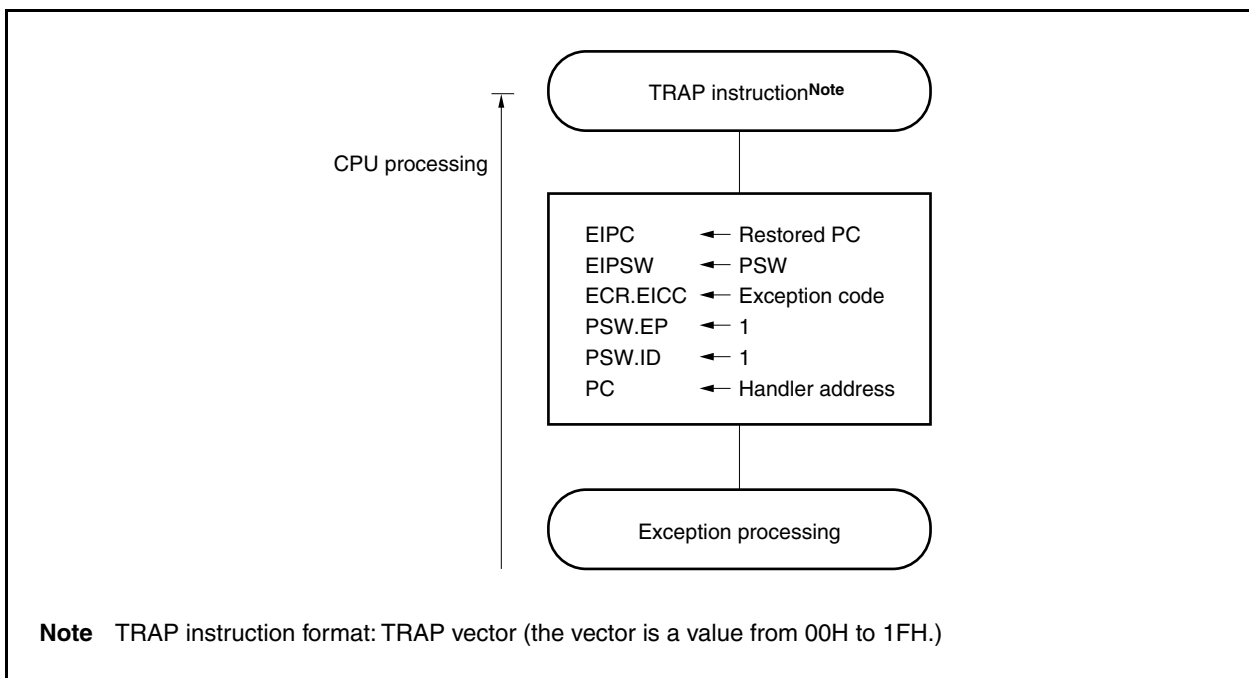 TRAP instructionNote
CPU processing
EIPC ← Restored PC
EIPSW ← PSW
ECR.EICC ← Exception code
PSW.EP ← 1
PSW.ID ← 1
PC ← Handler address
Exception processing
Note TRAP instruction format: TRAP vector (the vector is a value from 00H to 1FH.)